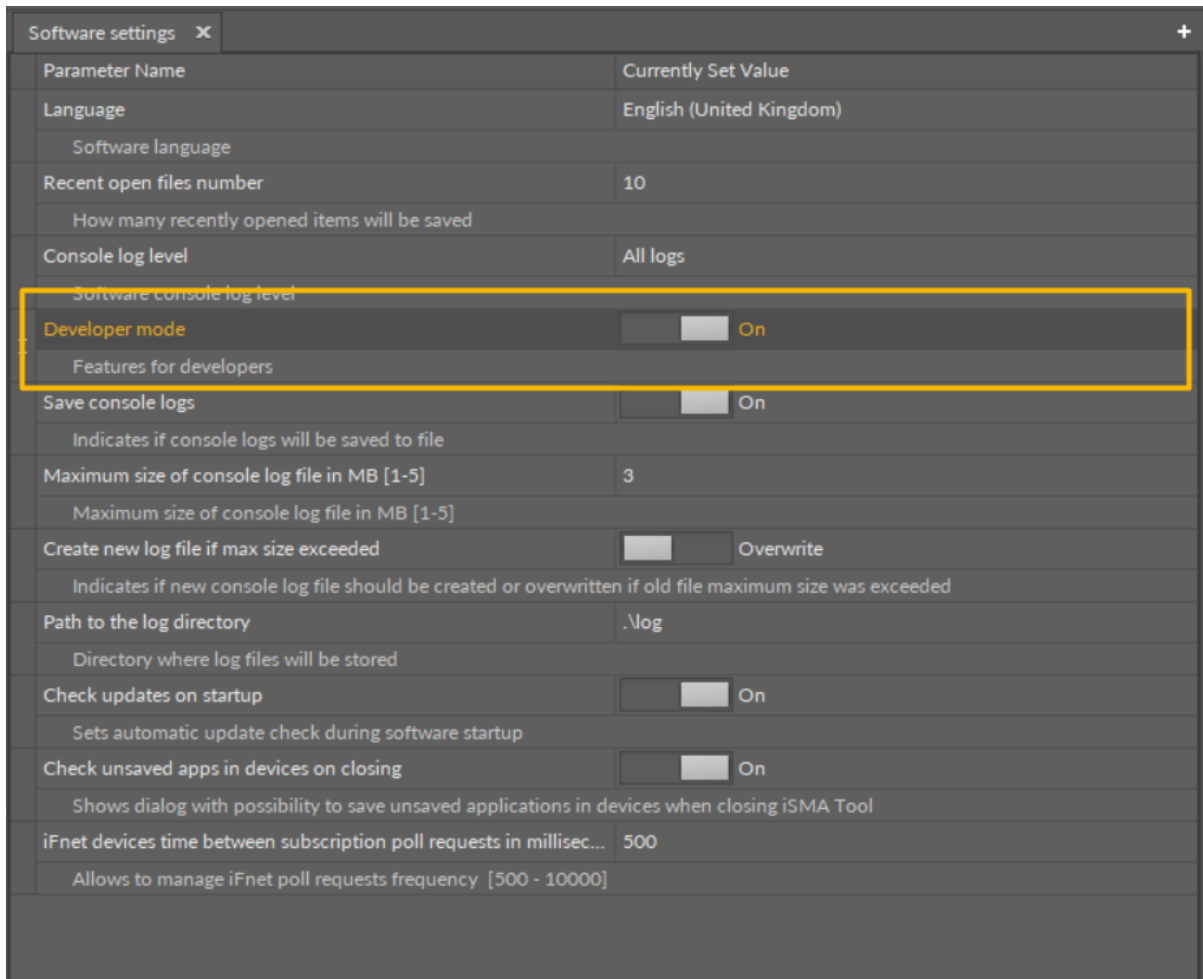 Software settings X +
Parameter Name Currently Set Value
Language English (United Kingdom)
Software language
Recent open files number 10
How many recently opened items will be saved
Console log level All logs
Software console log level
Developer mode On
Features for developers
Save console logs On
Indicates if console logs will be saved to file
Maximum size of console log file in MB [1-5] 3
Maximum size of console log file in MB [1-5]
Create new log file if max size exceeded Overwrite
Indicates if new console log file should be created or overwritten if old file maximum size was exceeded
Path to the log directory .\log
Directory where log files will be stored
Check updates on startup On
Sets automatic update check during software startup
Check unsaved apps in devices on closing On
Shows dialog with possibility to save unsaved applications in devices when closing iSMA Tool
iFnet devices time between subscription poll requests in millisec... 500
Allows to manage iFnet poll requests frequency [500 - 10000]